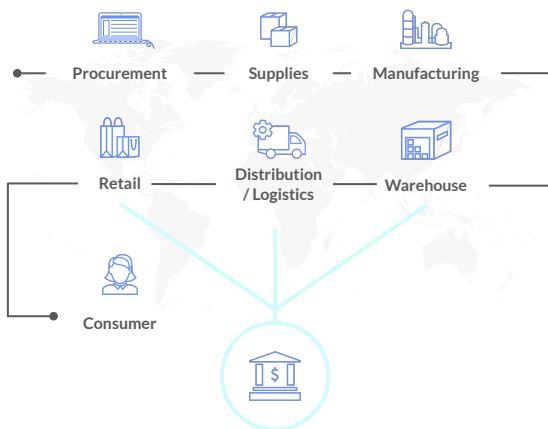 Procurement
Supplies
Manufacturing
Retail
Distribution
/ Logistics
Warehouse
Consumer
$